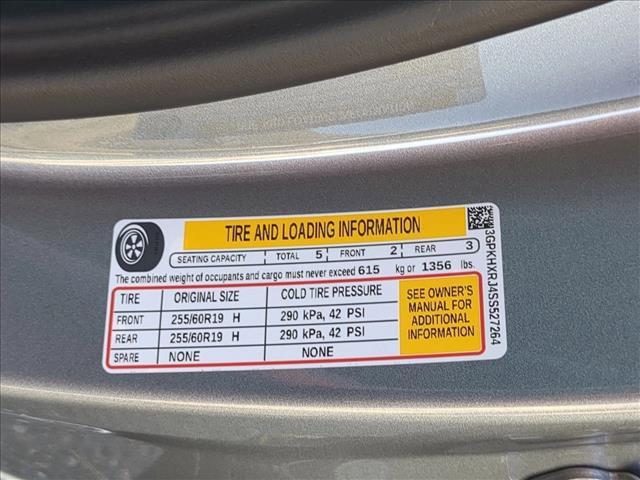 TIRE AND LOADING INFORMATION
SEATING CAPACITY TOTAL 5 FRONT 2 REAR 3
The combined weight of occupants and cargo must never exceed 615 kg or 1356 lbs.
TIRE ORIGINAL SIZE COLD TIRE PRESSURE
FRONT 255/60R19 H 290 kPa, 42 PSI
REAR 255/60R19 H 290 kPa, 42 PSI
SPARE NONE NONE
SEE OWNER'S
MANUAL FOR
ADDITIONAL
INFORMATION
3GPKHXRJ4SS527264